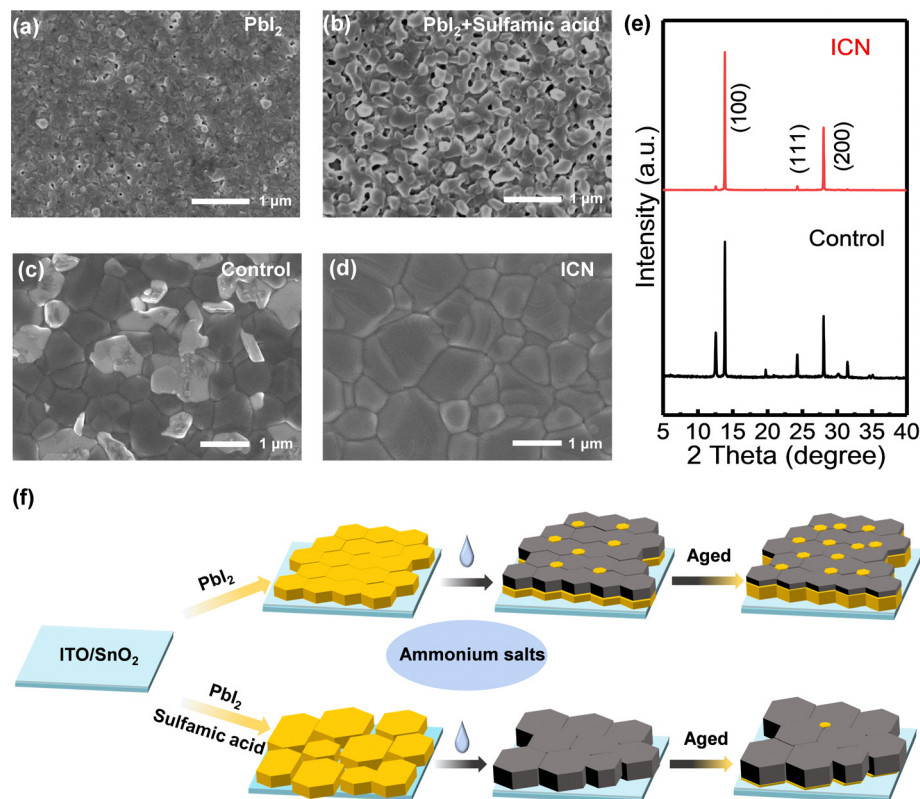 (a)
PbI₂
1 μm
(b)
PbI₂+Sulfamic acid
1 μm
(c)
Control
1 μm
(d)
ICN
1 μm
(e)
ICN
(100)
(111)
(200)
Control
Intensity (a.u.)
5 10 15 20 25 30 35 40
2 Theta (degree)
(f)
ITO/SnO₂
PbI₂
Aged
Ammonium salts
PbI₂
Sulfamic acid
Aged